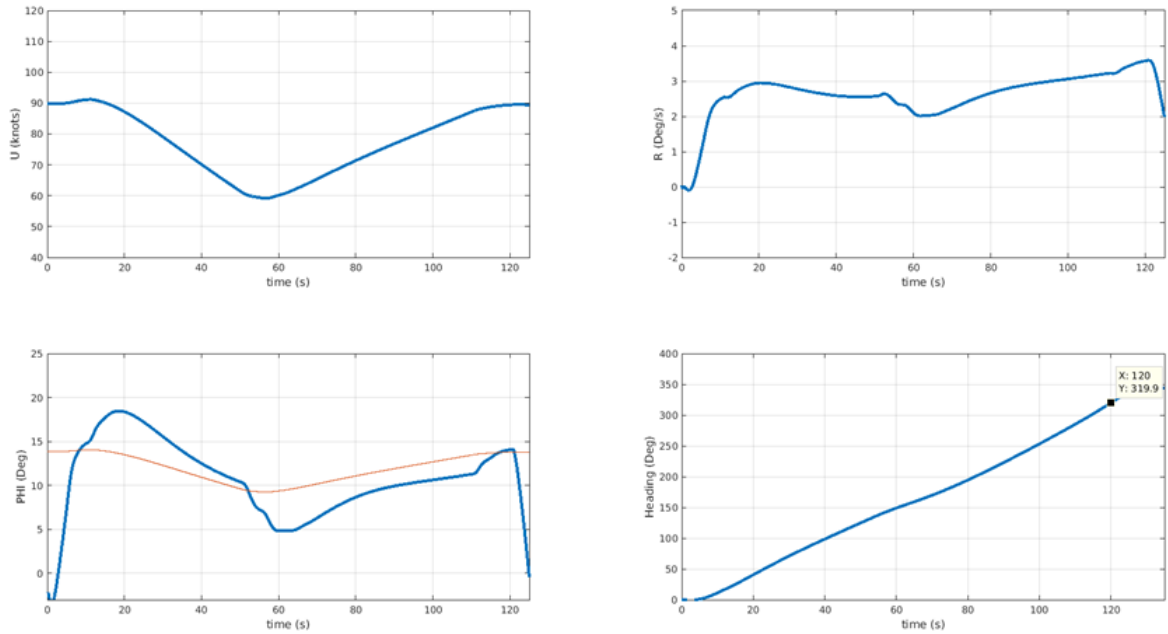 120
110
100
90
80
70
60
50
40
U (knots)
0 20 40 60 80 100 120
time (s)
5
4
3
2
1
0
-1
-2
R (Deg/s)
0 20 40 60 80 100 120
time (s)
25
20
15
10
5
0
PHI (Deg)
0 20 40 60 80 100 120
time (s)
400
350
300
250
200
150
100
50
0
Heading (Deg)
X: 120
Y: 319.9
0 20 40 60 80 100 120
time (s)